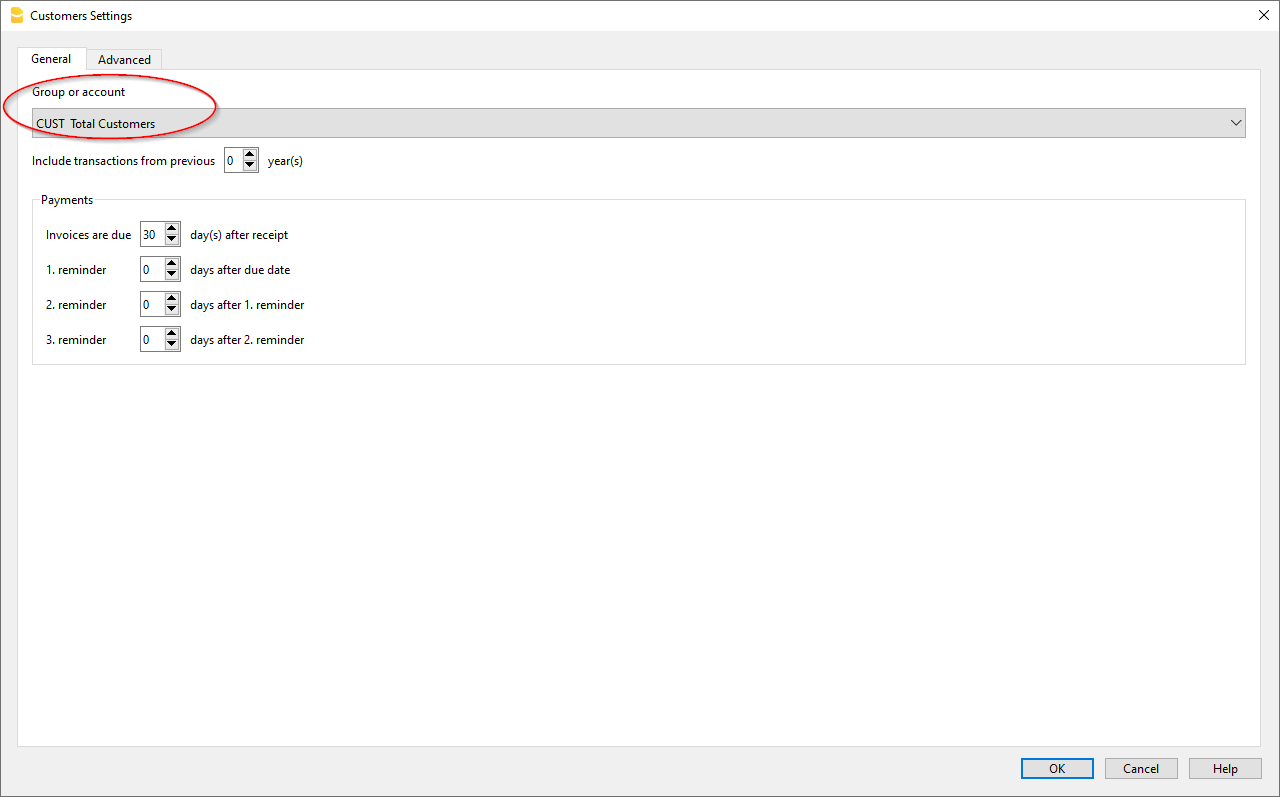 Customers Settings
General Advanced
Group or account
CUST Total Customers
Include transactions from previous 0 year(s)
Payments
Invoices are due 30 day(s) after receipt
1. reminder 0 days after due date
2. reminder 0 days after 1. reminder
3. reminder 0 days after 2. reminder
OK Cancel Help